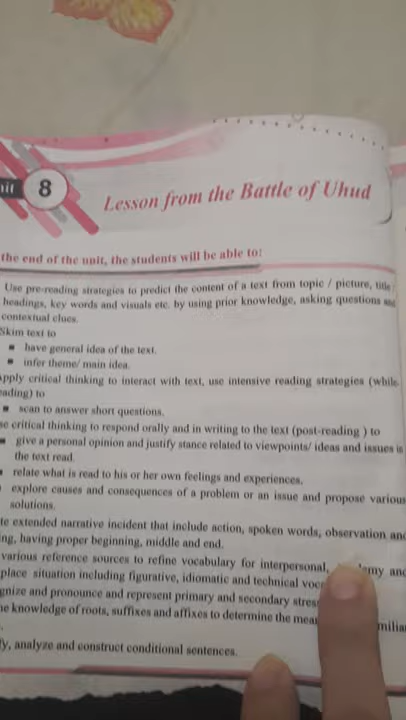 8
Lesson from the Battle of Uhud
the end of the unit, the students will be able to:
Use pre-reading strategies to predict the content of a text from topic / picture, title /
headings, key words and visuals etc. by using prior knowledge, asking questions and
contextual clues.
Skim text to
have general idea of the text.
infer theme/ main idea.
pply critical thinking to interact with text, use intensive reading strategies (while-
eading) to
scan to answer short questions.
se critical thinking to respond orally and in writing to the text (post-reading ) to
give a personal opinion and justify stance related to viewpoints/ ideas and issues in
the text read.
relate what is read to his or her own feelings and experiences.
explore causes and consequences of a problem or an issue and propose various
solutions.
te extended narrative incident that include action, spoken words, observation and
ng, having proper beginning, middle and end.
various reference sources to refine vocabulary for interpersonal,
place situation including figurative, idiomatic and technical
gnize and pronounce and represent primary and secondary
he knowledge of roots, suffixes and affixes to determine the
fy, analyze and construct conditional sentences.